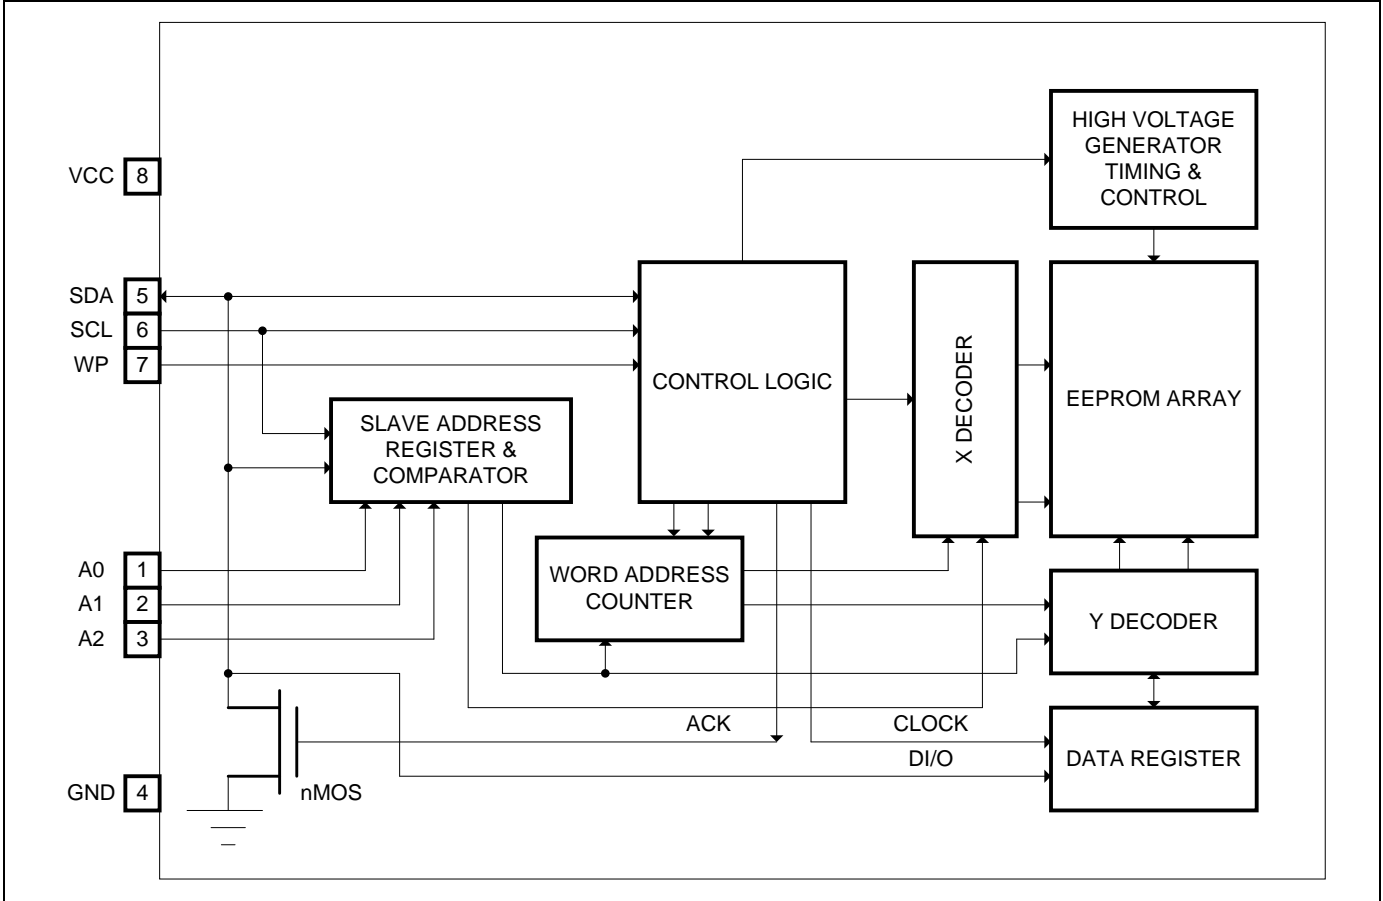 HIGH VOLTAGE
GENERATOR
TIMING &
CONTROL
VCC 8
SDA 5
SCL 6
WP 7
CONTROL LOGIC
X DECODER
EEPROM ARRAY
SLAVE ADDRESS
REGISTER &
COMPARATOR
A0 1
A1 2
A2 3
WORD ADDRESS
COUNTER
Y DECODER
ACK
CLOCK
DI/O
DATA REGISTER
GND 4
nMOS